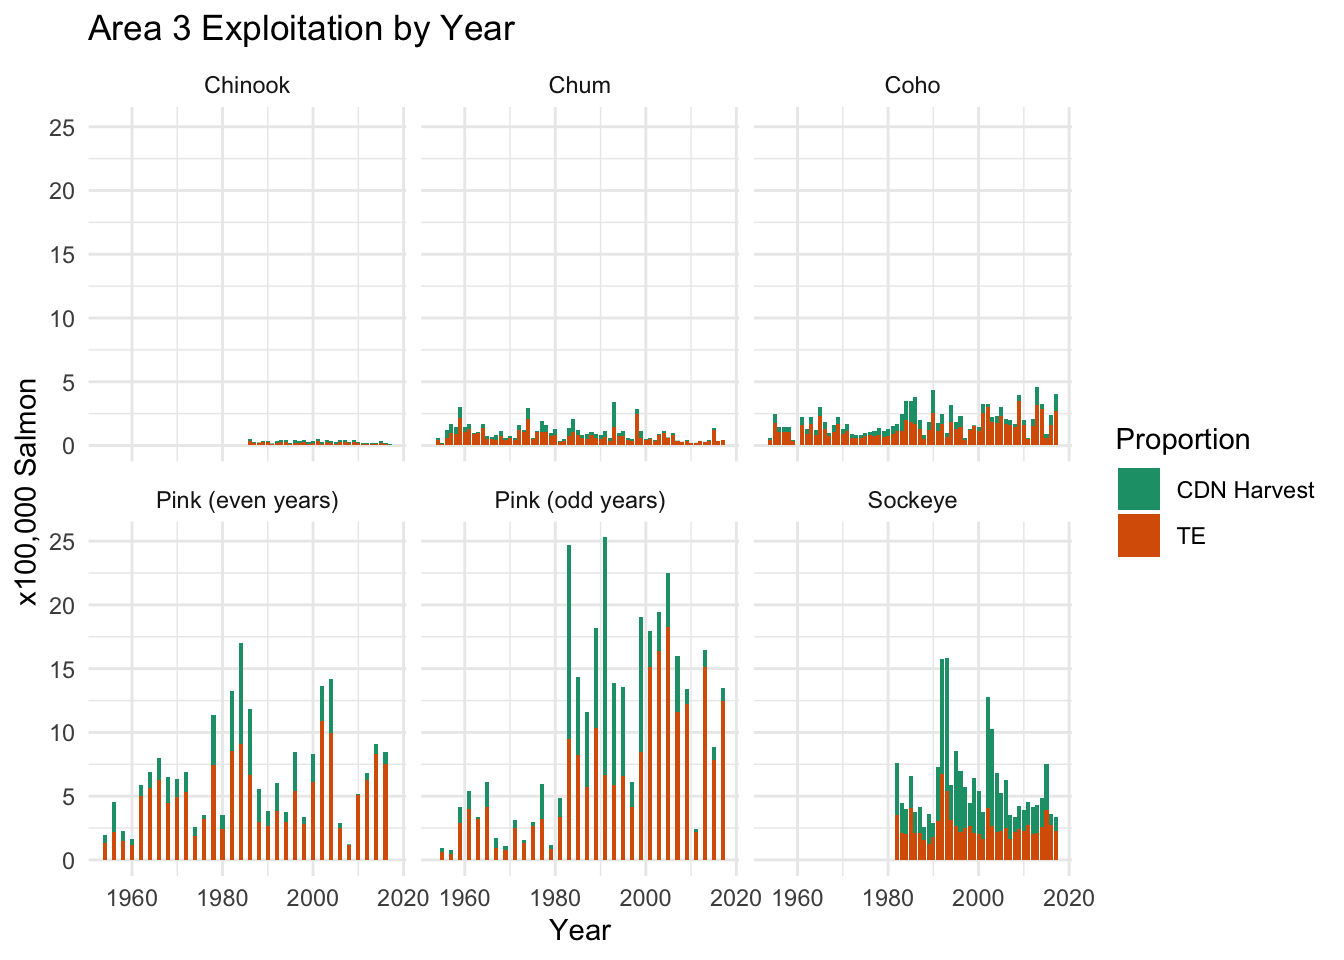 Area 3 Exploitation by Year
Chinook Chum Coho
25
20
15
10
5
0
Pink (even years) Pink (odd years) Sockeye
25
20
15
10
5
0
1960 1980 2000 2020 1960 1980 2000 2020 1960 1980 2000 2020
Year
x100,000 Salmon
Proportion
CDN Harvest
TE